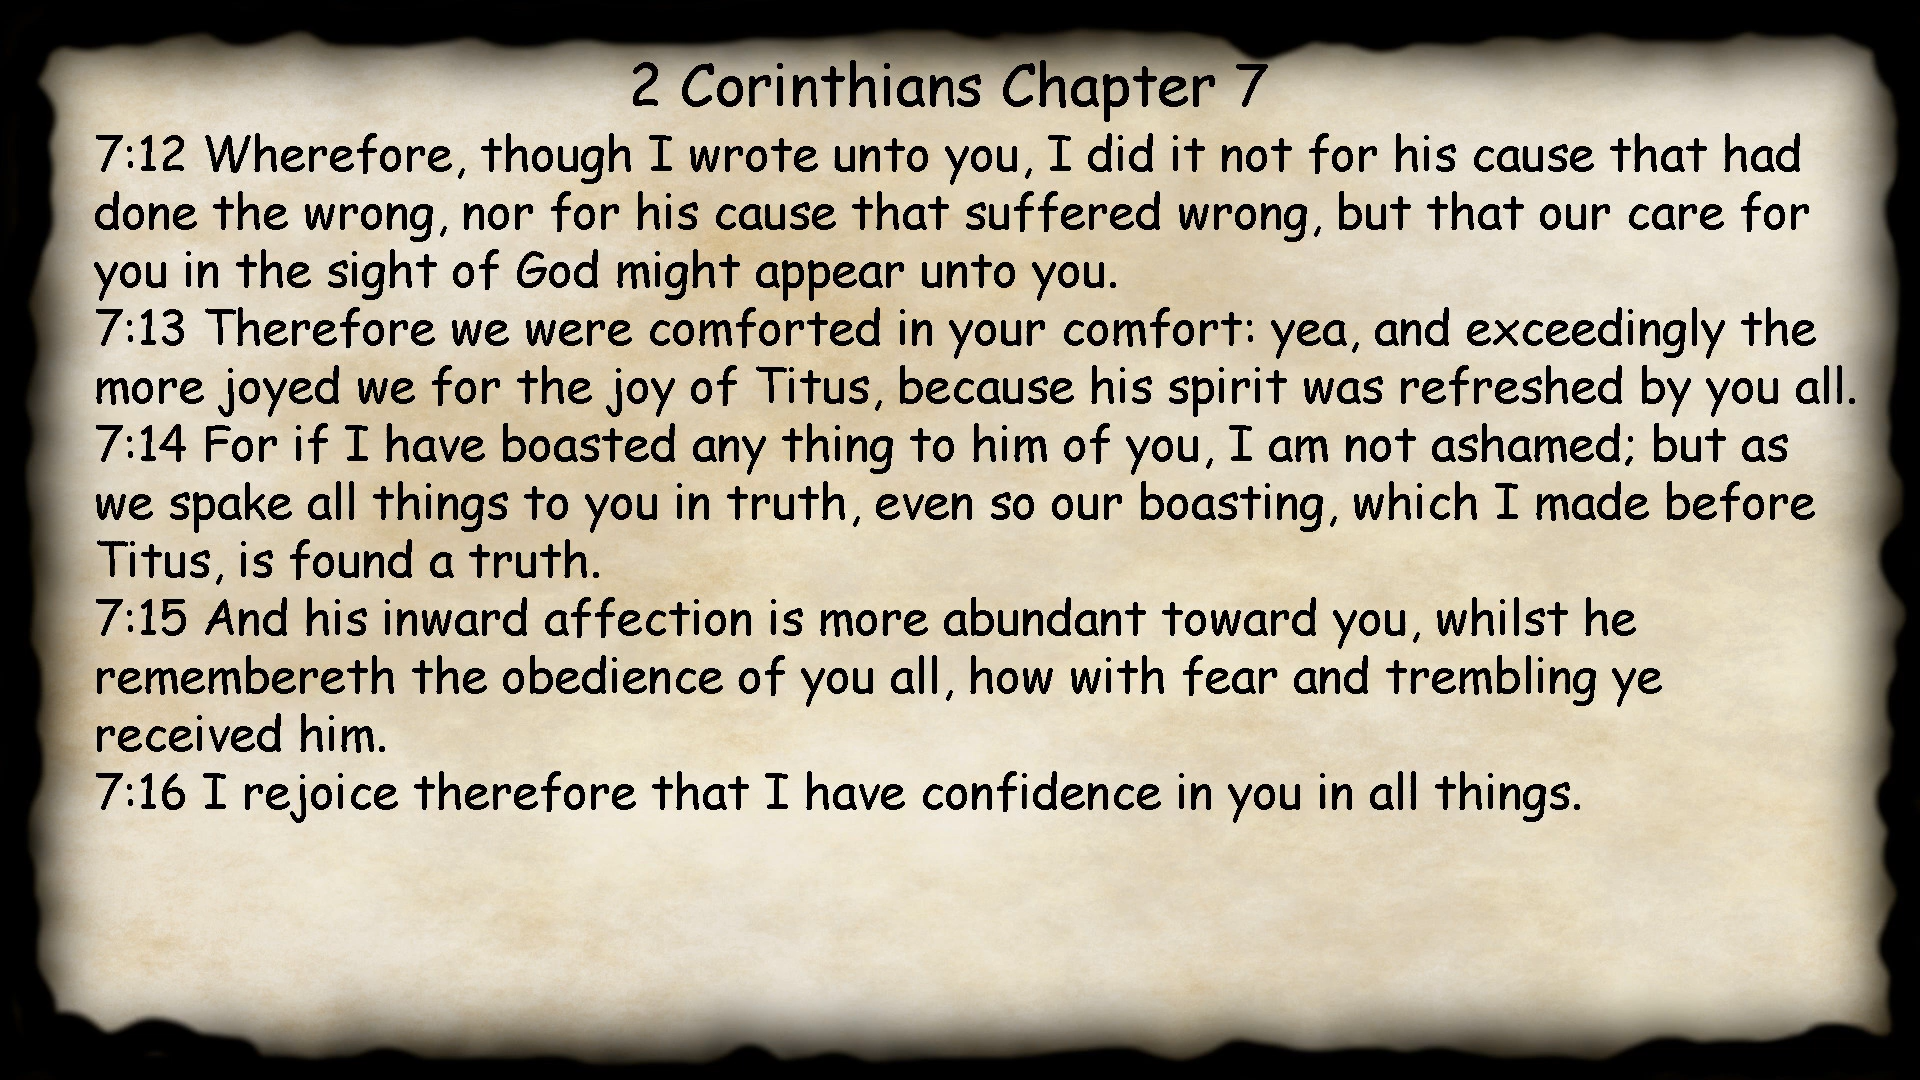 2 Corinthians Chapter 7
7:12 Wherefore, though I wrote unto you, I did it not for his cause that had
done the wrong, nor for his cause that suffered wrong, but that our care for
you in the sight of God might appear unto you.
7:13 Therefore we were comforted in your comfort: yea, and exceedingly the
more joyed we for the joy of Titus, because his spirit was refreshed by you all.
7:14 For if I have boasted any thing to him of you, I am not ashamed; but as
we spake all things to you in truth, even so our boasting, which I made before
Titus, is found a truth.
7:15 And his inward affection is more abundant toward you, whilst he
remembereth the obedience of you all, how with fear and trembling ye
received him.
7:16 I rejoice therefore that I have confidence in you in all things.